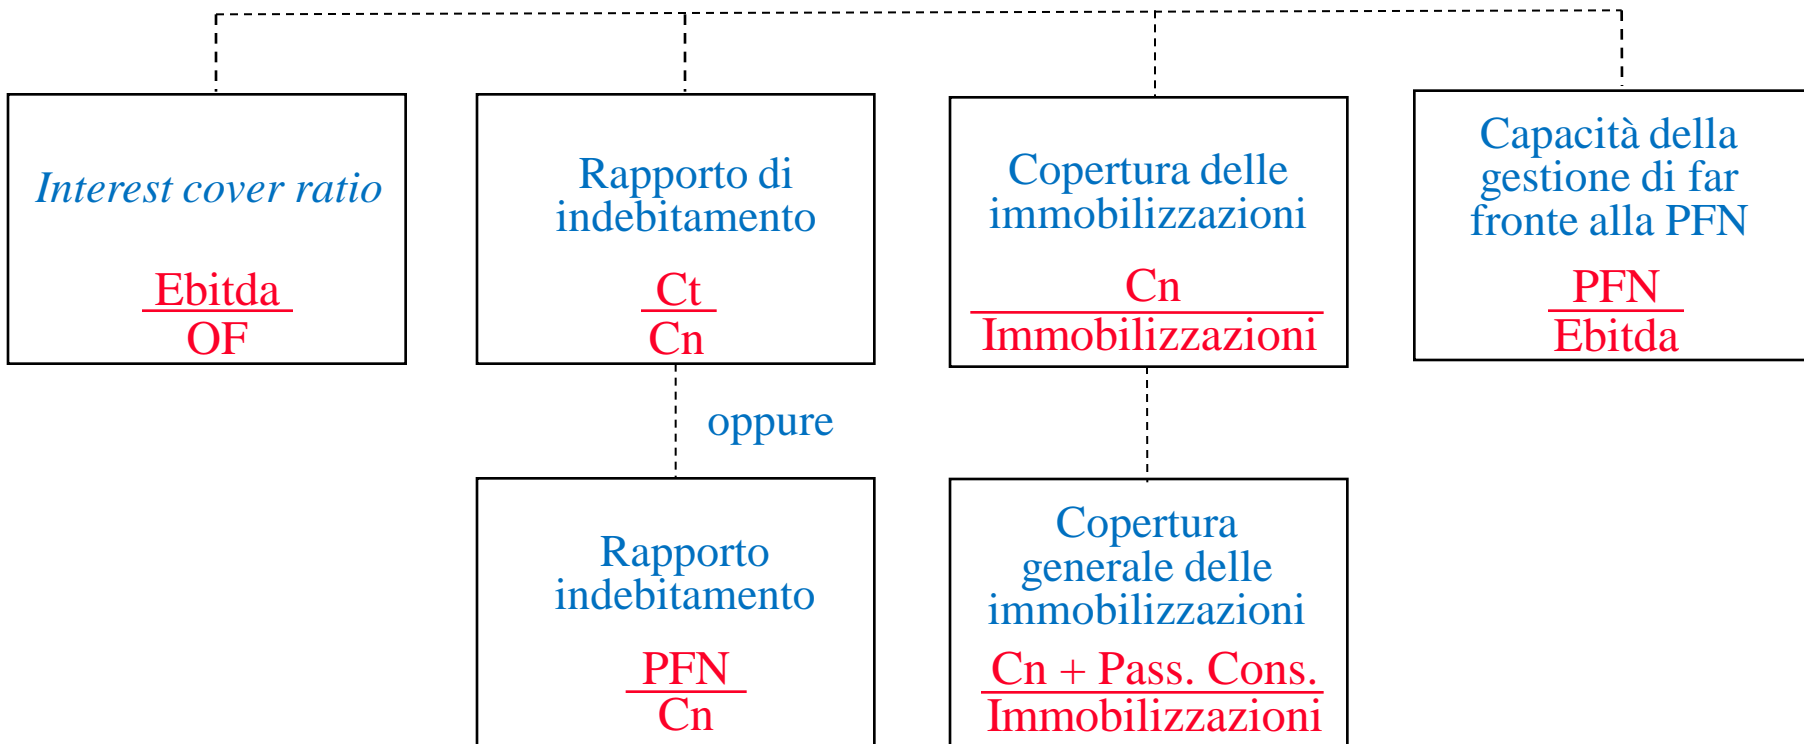 Interest cover ratio
Ebitda
OF
Rapporto di
indebitamento
Ct
Cn
Copertura delle
immobilizzazioni
Cn
Immobilizzazioni
Capacità della
gestione di far
fronte alla PFN
PFN
Ebitda
oppure
Rapporto
indebitamento
PFN
Cn
Copertura
generale delle
immobilizzazioni
Cn + Pass. Cons.
Immobilizzazioni